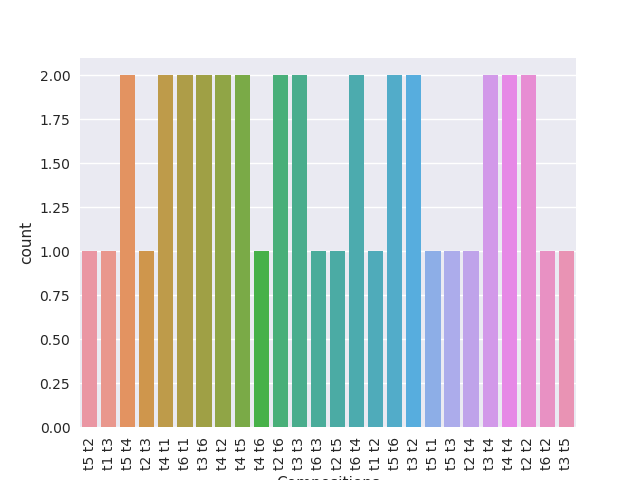 2.00
1.75
1.50
1.25
1.00
0.75
0.50
0.25
0.00
count
t5 t2
t1 t3
t5 t4
t2 t3
t4 t1
t6 t1
t3 t6
t4 t2
t4 t5
t4 t6
t2 t6
t3 t3
t6 t3
t2 t5
t6 t4
t1 t2
t5 t6
t3 t2
t5 t1
t5 t3
t2 t4
t3 t4
t4 t4
t2 t2
t6 t2
t3 t5
Compositions